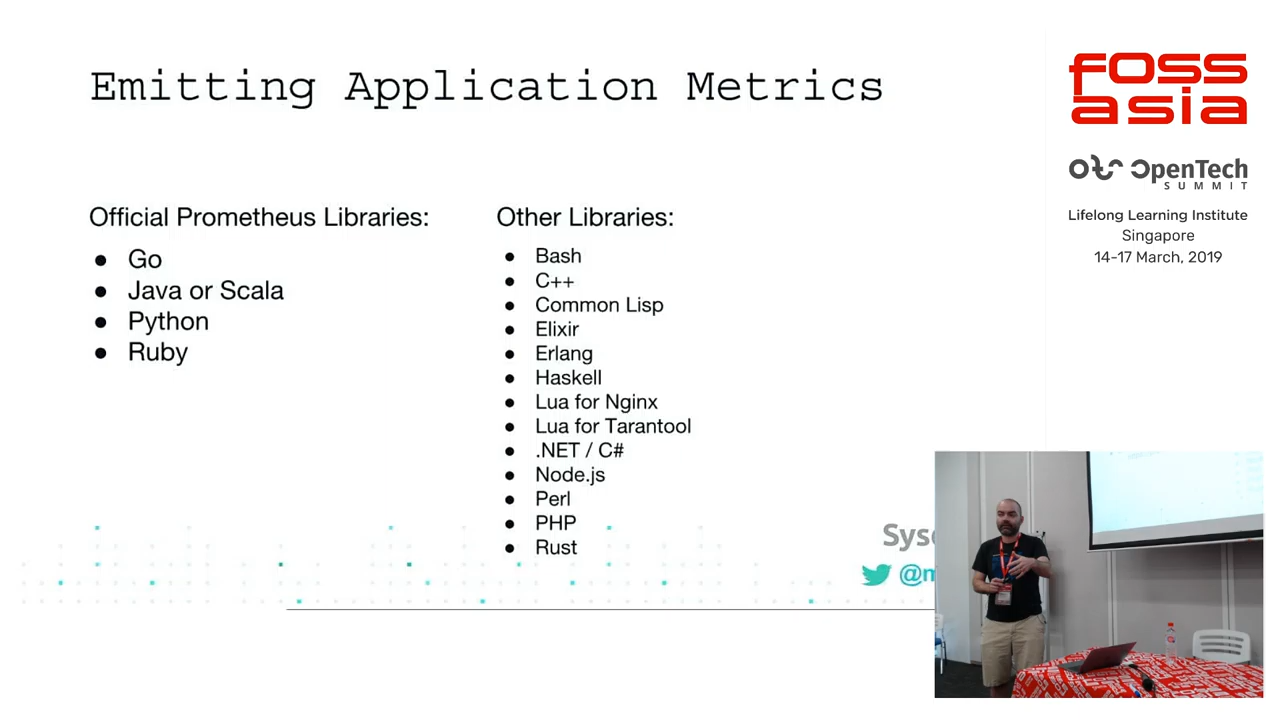 Emitting Application Metrics
Official Prometheus Libraries:
● Go
● Java or Scala
● Python
● Ruby
Other Libraries:
● Bash
● C++
● Common Lisp
● Elixir
● Erlang
● Haskell
● Lua for Nginx
● Lua for Tarantool
● .NET / C#
● Node.js
● Perl
● PHP
● Rust
FOSS
asia
OpenTech
SUMMIT
Lifelong Learning Institute
Singapore
14-17 March, 2019